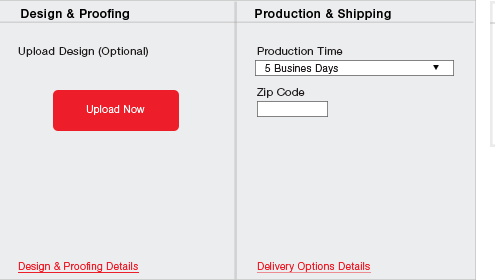 Design & Proofing
Upload Design (Optional)
Upload Now
Design & Proofing Details
Production & Shipping
Production Time
5 Busines Days
Zip Code
Delivery Options Details